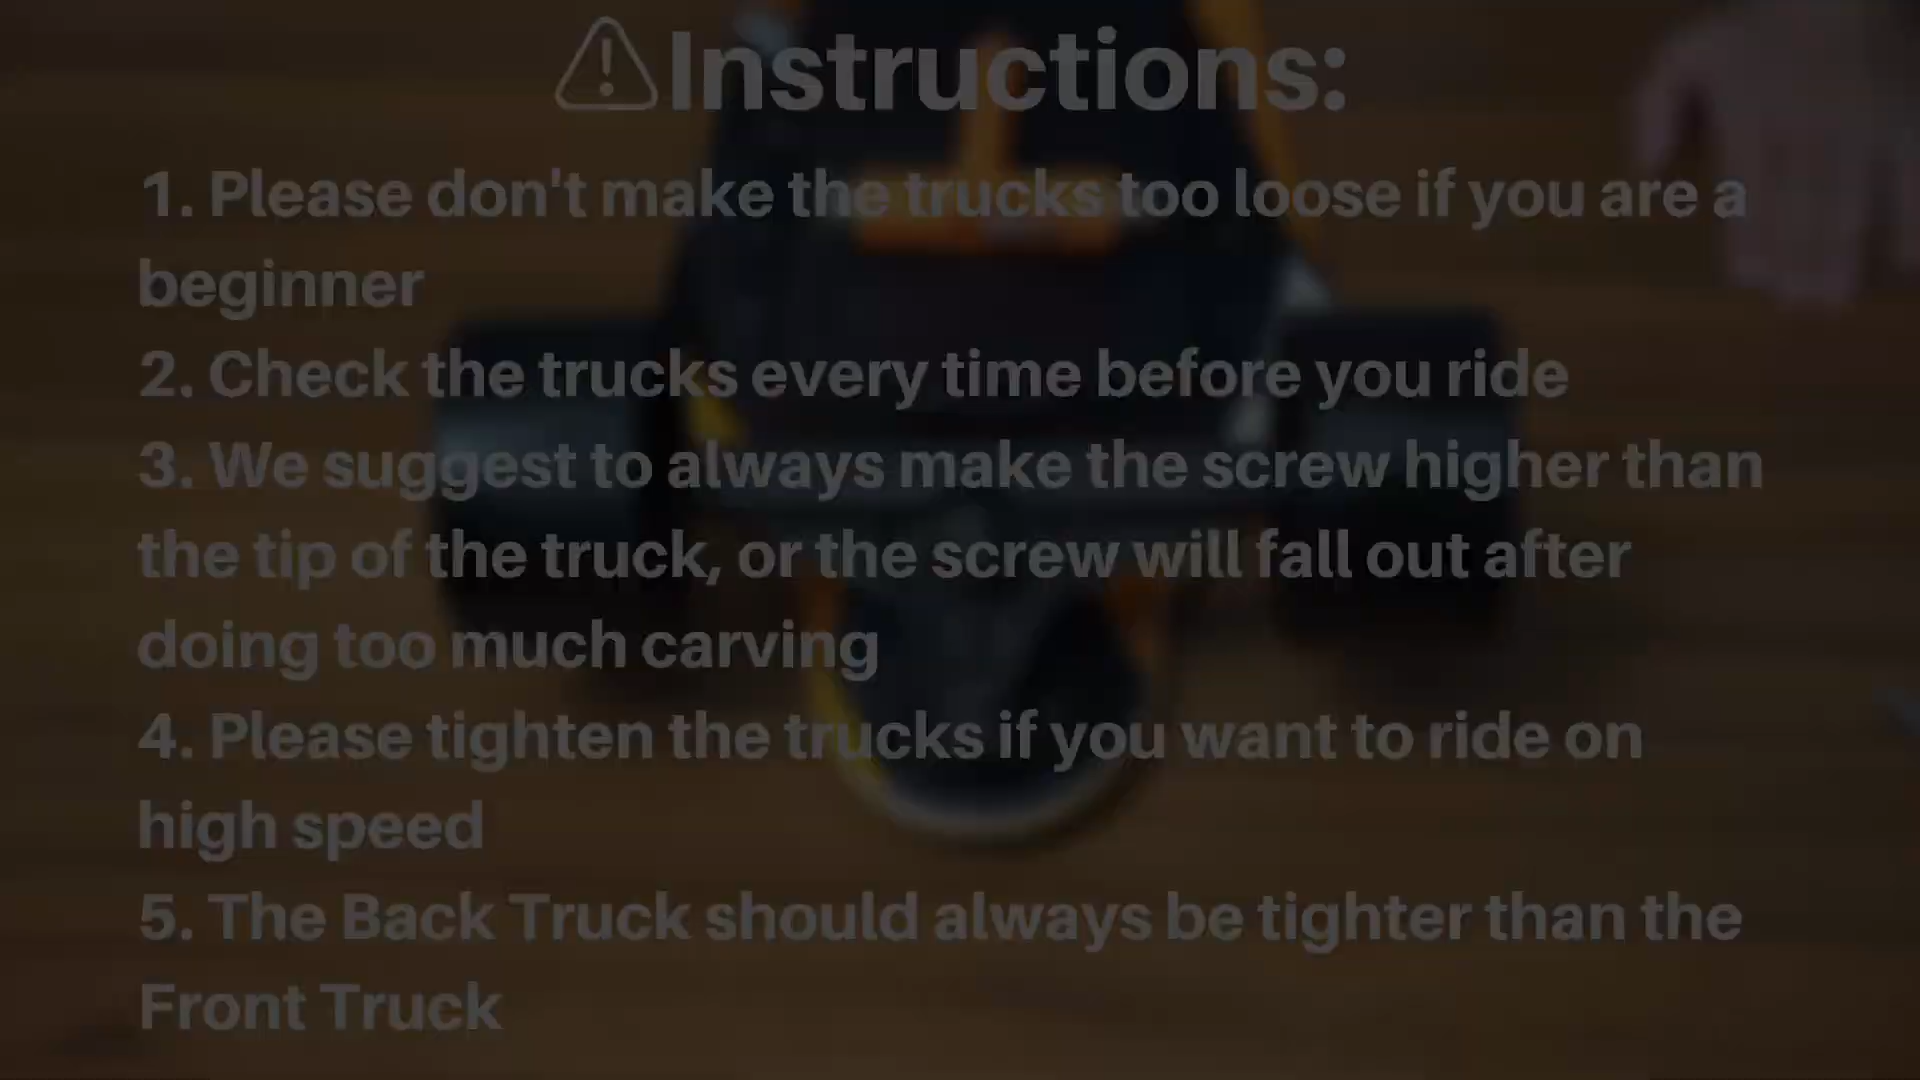 ⚠Instructions:
1. Please don't make the trucks too loose if you are a
beginner
2. Check the trucks every time before you ride
3. We suggest to always make the screw higher than
the tip of the truck, or the screw will fall out after
doing too much carving
4. Please tighten the trucks if you want to ride on
high speed
5. The Back Truck should always be tighter than the
Front Truck